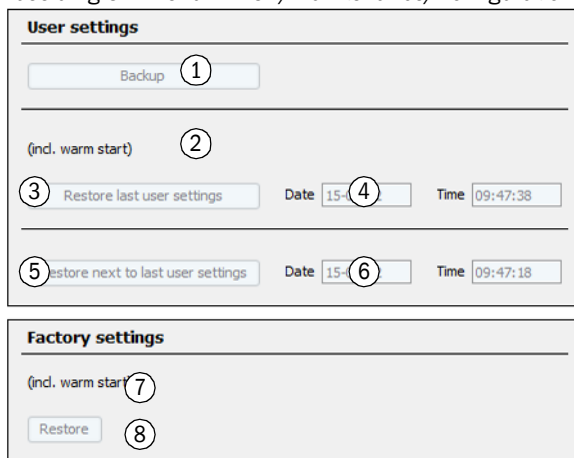 User settings
Backup 1
2
(incl. warm start)
3 Restore last user settings Date 4 Time 09:47:38
5 estore next to last user settings Date 6 Time 09:47:18
Factory settings
(incl. warm start 7
Restore 8